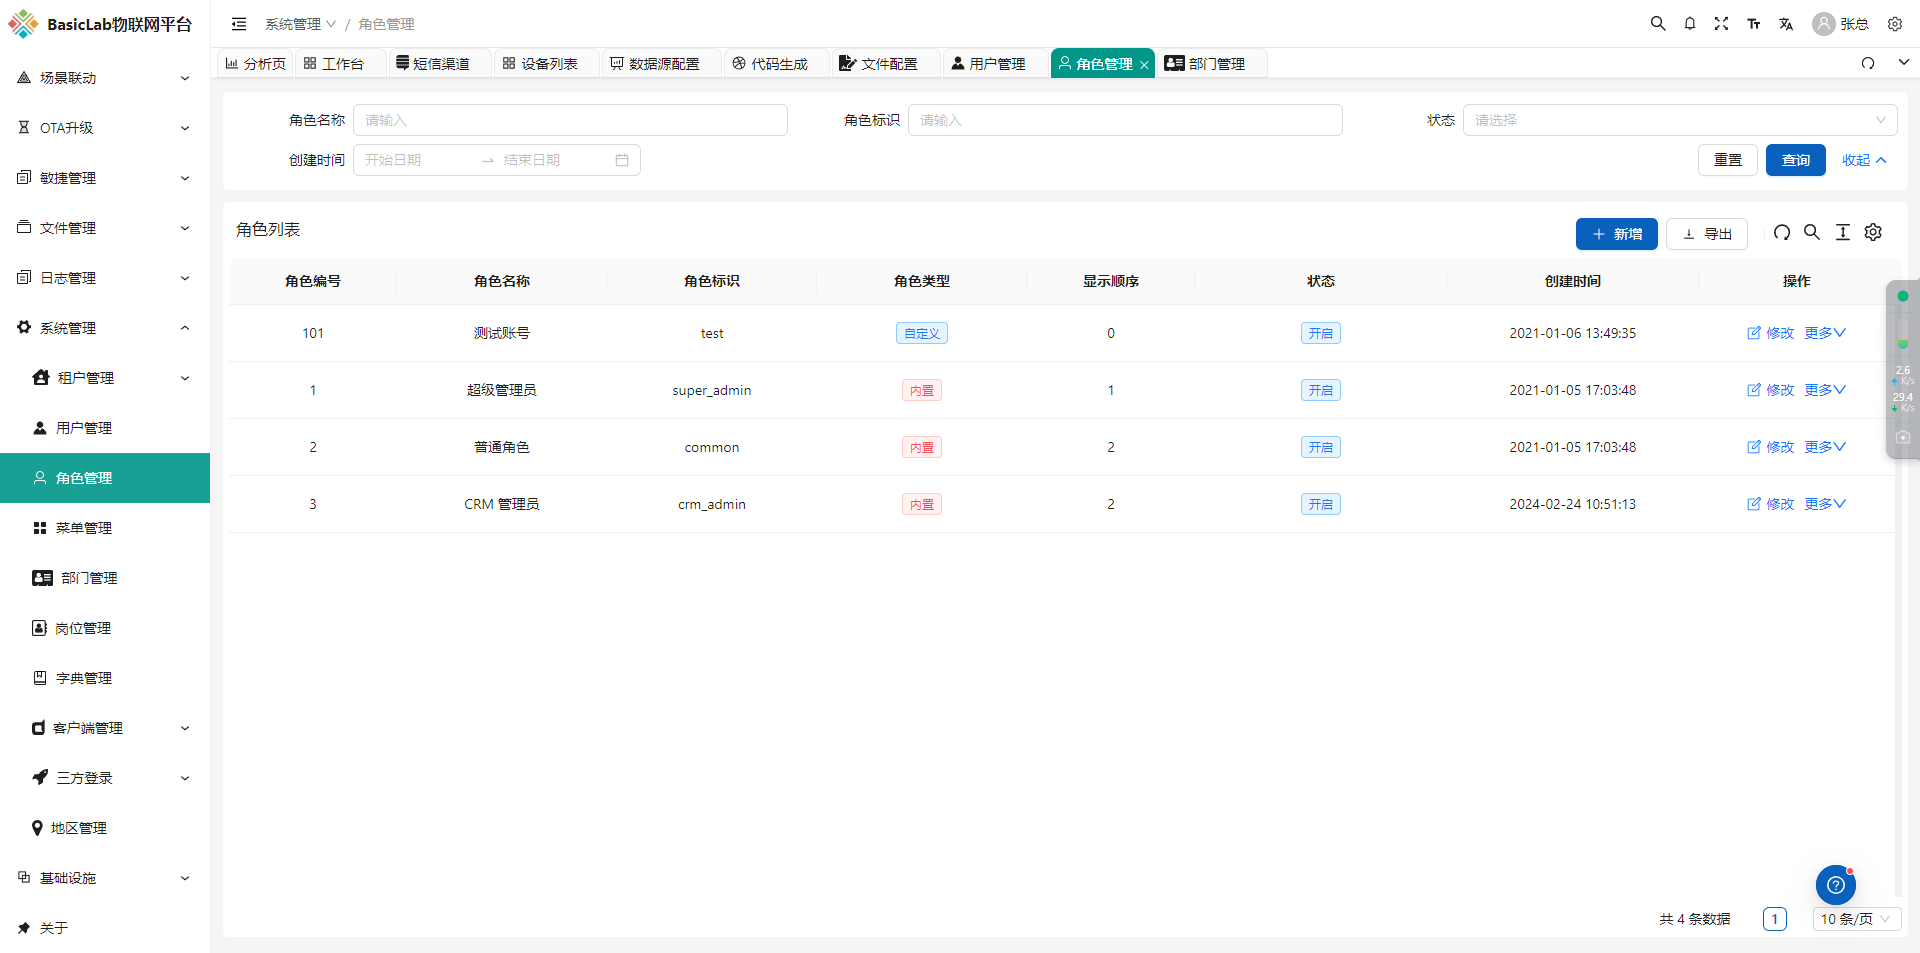 BasicLab物联网平台
系统管理 / 角色管理
张总
分析页 工作台 短信渠道 设备列表 数据源配置 代码生成 文件配置 用户管理 角色管理 部门管理
场景联动
OTA升级
敏捷管理
文件管理
日志管理
系统管理
租户管理
用户管理
角色管理
菜单管理
部门管理
岗位管理
字典管理
客户端管理
三方登录
地区管理
基础设施
关于
角色名称 请输入 角色标识 请输入 状态 请选择
创建时间 开始日期 结束日期 重置 查询 收起
角色列表 新增 导出
角色编号 角色名称 角色标识 角色类型 显示顺序 状态 创建时间 操作
101 测试账号 test 自定义 0 开启 2021-01-06 13:49:35 修改 更多
1 超级管理员 super_admin 内置 1 开启 2021-01-05 17:03:48 修改 更多
2 普通角色 common 内置 2 开启 2021-01-05 17:03:48 修改 更多
3 CRM 管理员 crm_admin 内置 2 开启 2024-02-24 10:51:13 修改 更多
2.6
K/s
29.4
K/s
共 4 条数据 1 10 条/页